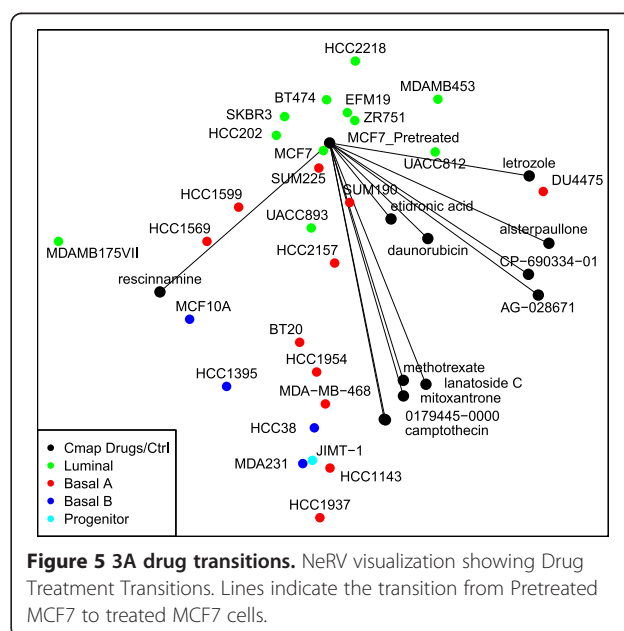 HCC2218
MDAMB453
BT474
EFM19
SKBR3
ZR751
HCC202
MCF7_Pretreated
MCF7
UACC812
letrozole
SUM225
DU4475
HCC1599
SUM190
etidronic acid
UACC893
alsterpaullone
HCC1569
daunorubicin
MDAMB175VII
HCC2157
CP−690334−01
rescinnamine
AG−028671
MCF10A
BT20
methotrexate
HCC1954
lanatoside C
HCC1395
MDA−MB−468
mitoxantrone
0179445−0000
HCC38
camptothecin
JIMT−1
MDA231
HCC1143
HCC1937
Cmap Drugs/Ctrl
Luminal
Basal A
Basal B
Progenitor
Figure 5 3A drug transitions. NeRV visualization showing Drug
Treatment Transitions. Lines indicate the transition from Pretreated
MCF7 to treated MCF7 cells.